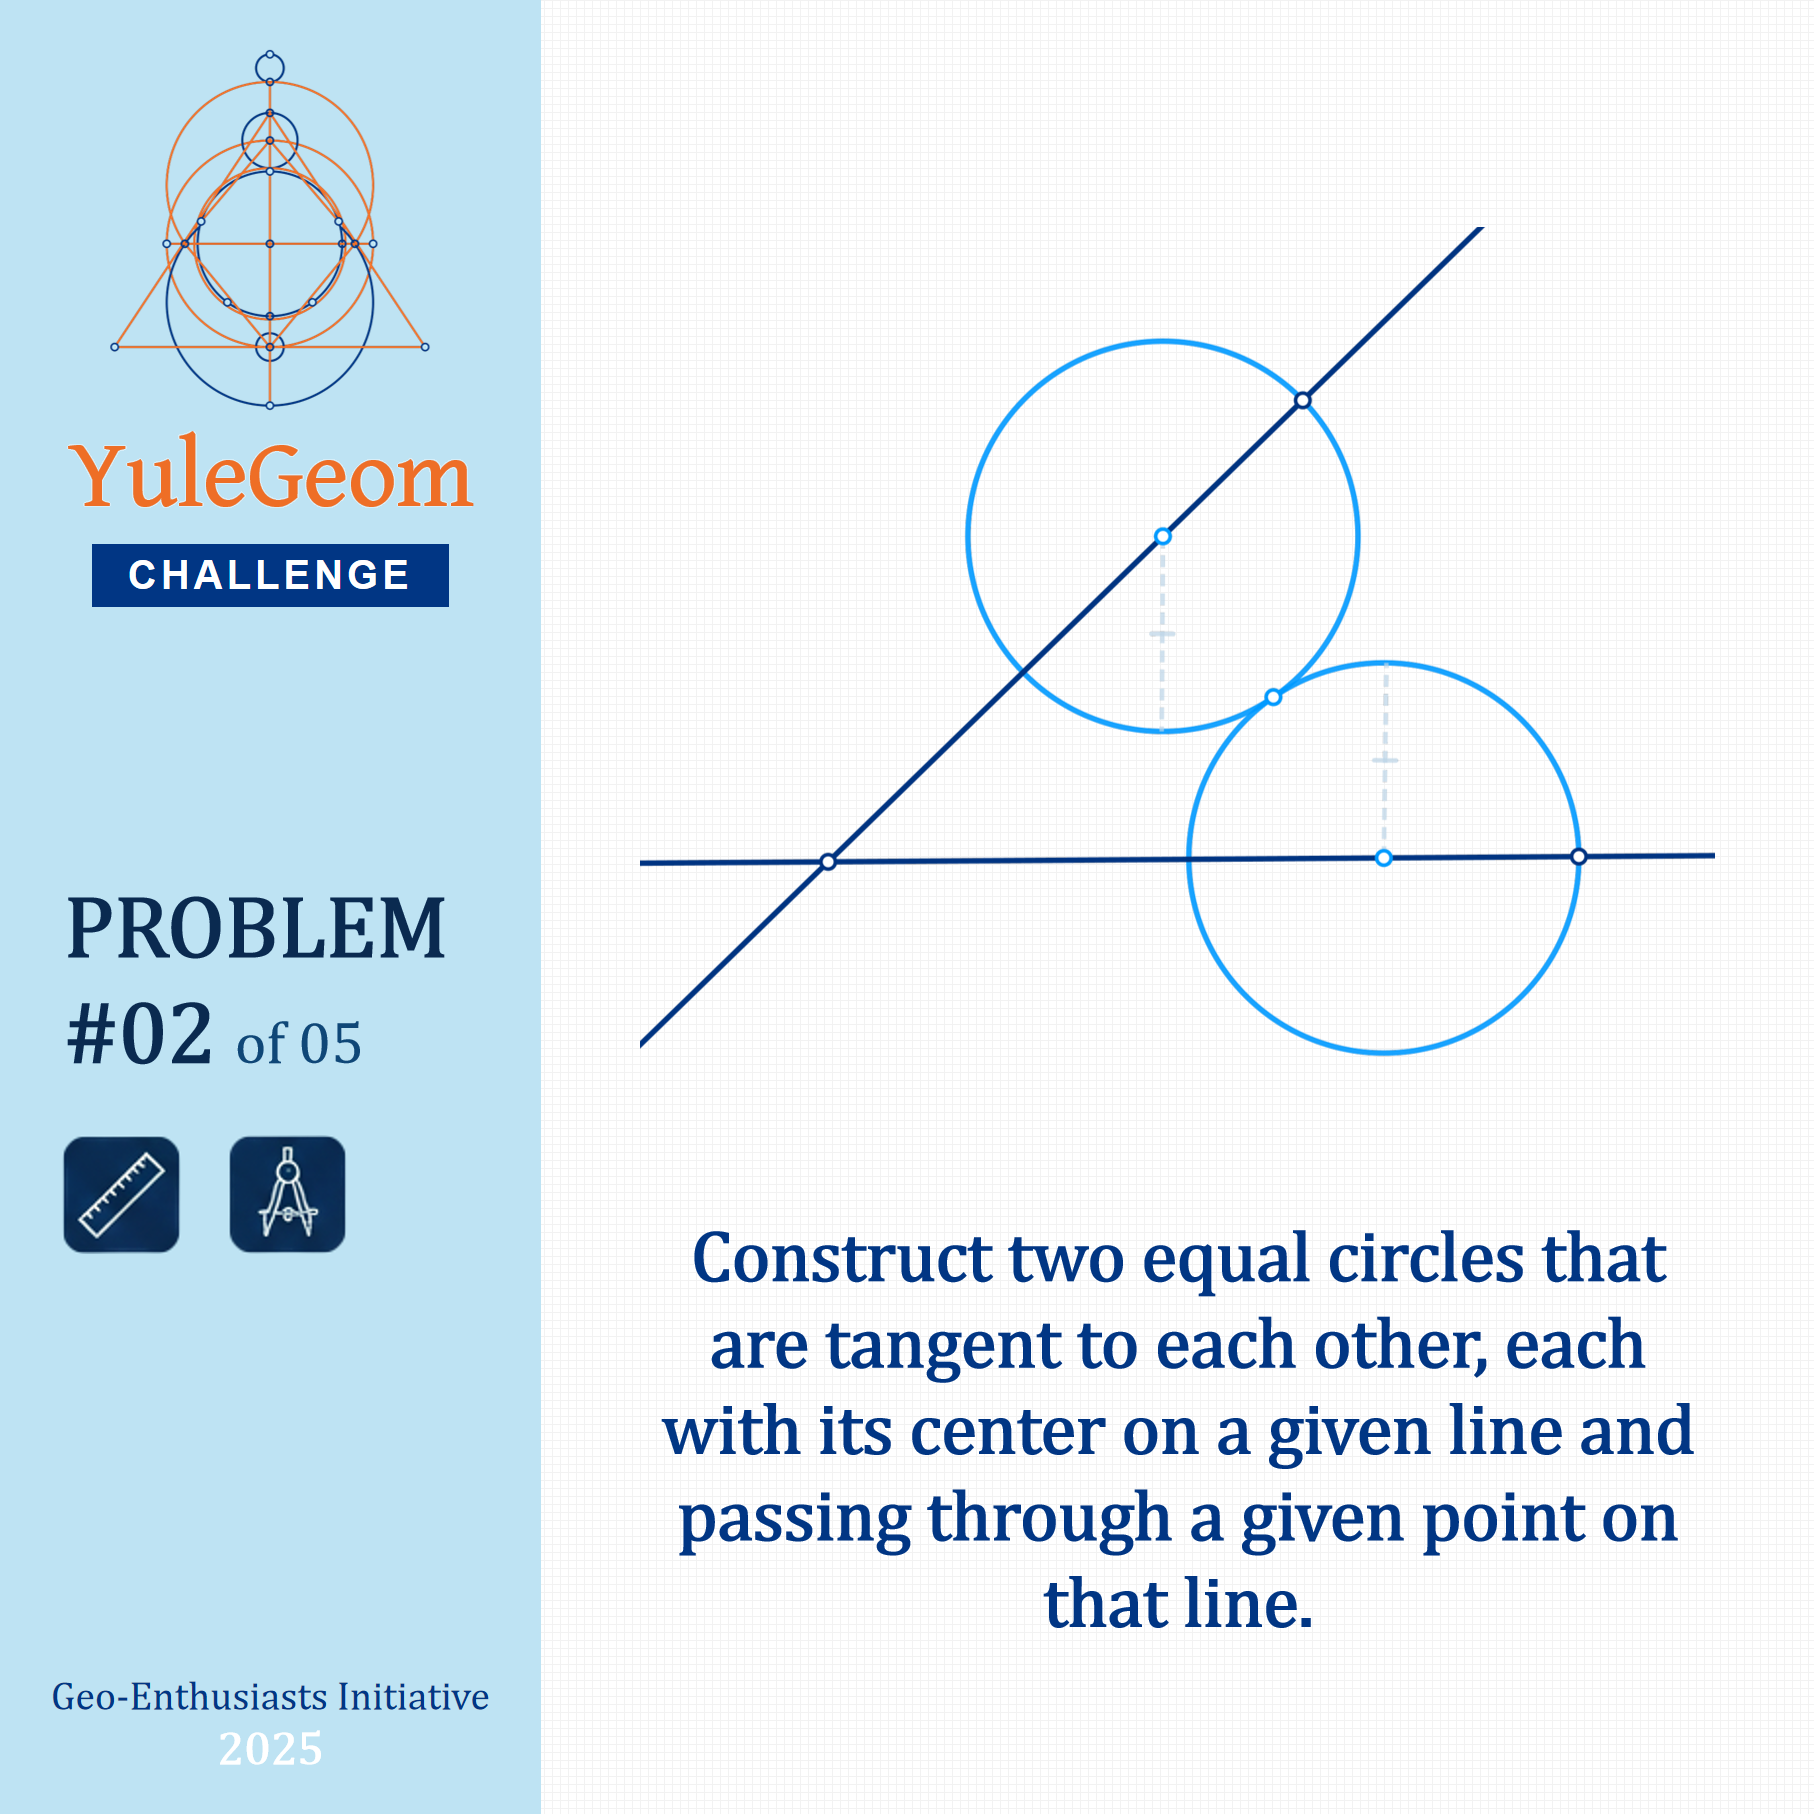 YuleGeom
CHALLENGE
PROBLEM
#02 of 05
Construct two equal circles that
are tangent to each other, each
with its center on a given line and
passing through a given point on
that line.
Geo-Enthusiasts Initiative
2025